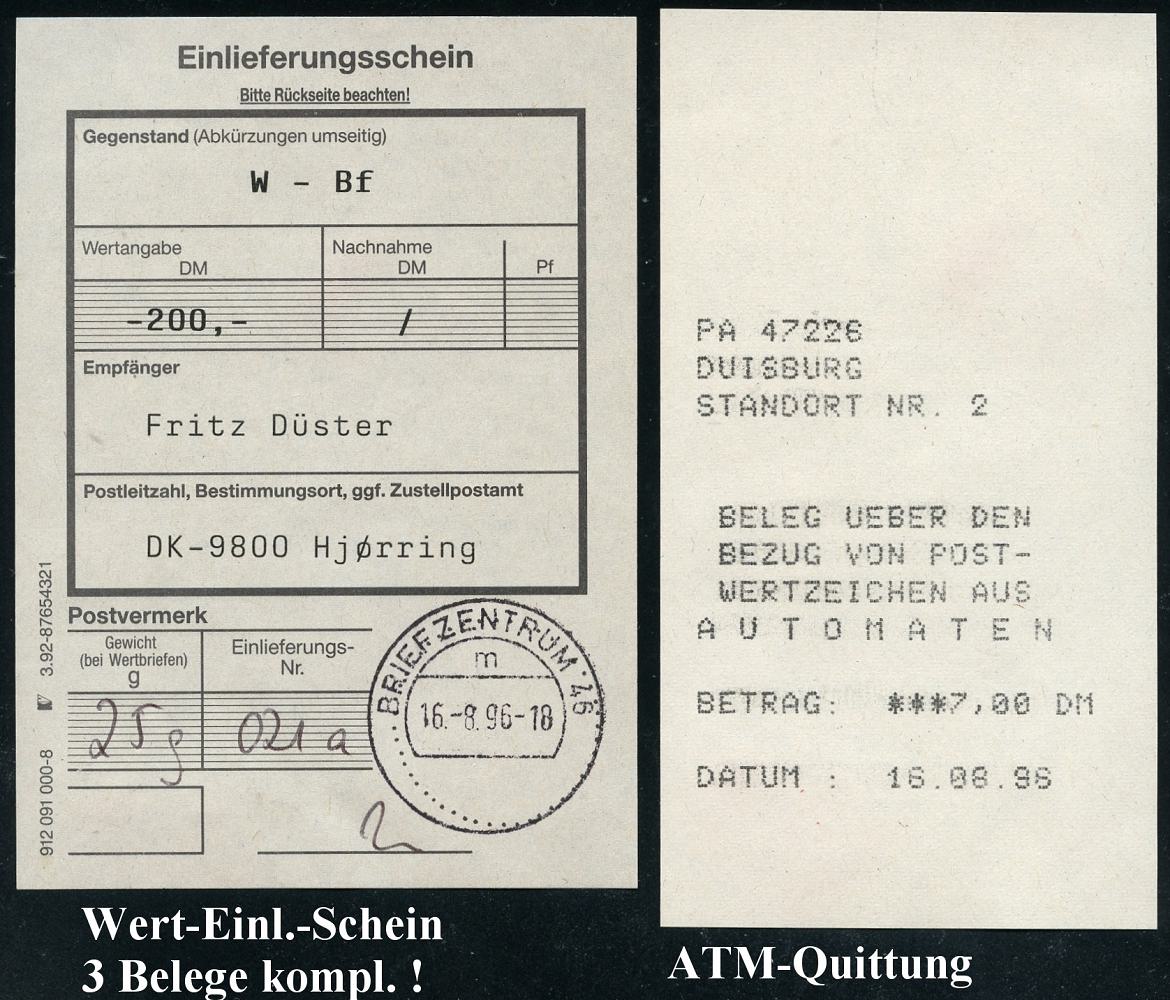 Einlieferungsschein
Bitte Rückseite beachten!
Gegenstand (Abkürzungen umseitig)
W - Bf
Wertangabe
DM
Nachnahme
DM
Pf
-200,-
/
Empfänger
Fritz Düster
Postleitzahl, Bestimmungsort, ggf. Zustellpostamt
DK-9800 Hjørring
Postvermerk
Gewicht
(bei Wertbriefen)
g
Einlieferungs-
Nr.
25 g
021 a
BRIEFZENTRUM 46
m
16.-8.96-18
912 091 000-8 3.92-87654321
Wert-Einl.-Schein
3 Belege kompl. !
PA 47226
DUISBURG
STANDORT NR. 2
BELEG UEBER DEN
BEZUG VON POST-
WERTZEICHEN AUS
A U T O M A T E N
BETRAG: ***7,00 DM
DATUM : 16.08.96
ATM-Quittung